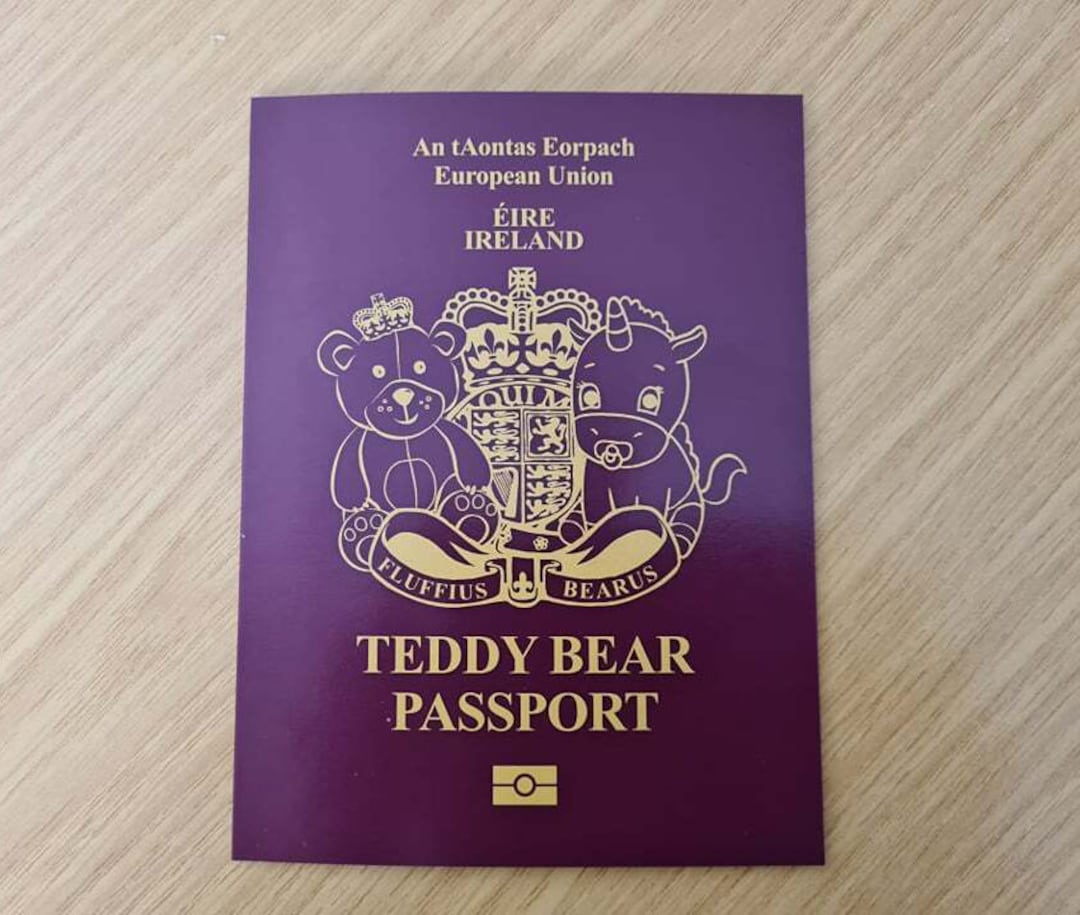 An tAontas Eorpach
European Union
ÉIRE
IRELAND
FLUFFIUS BEARUS
TEDDY BEAR
PASSPORT